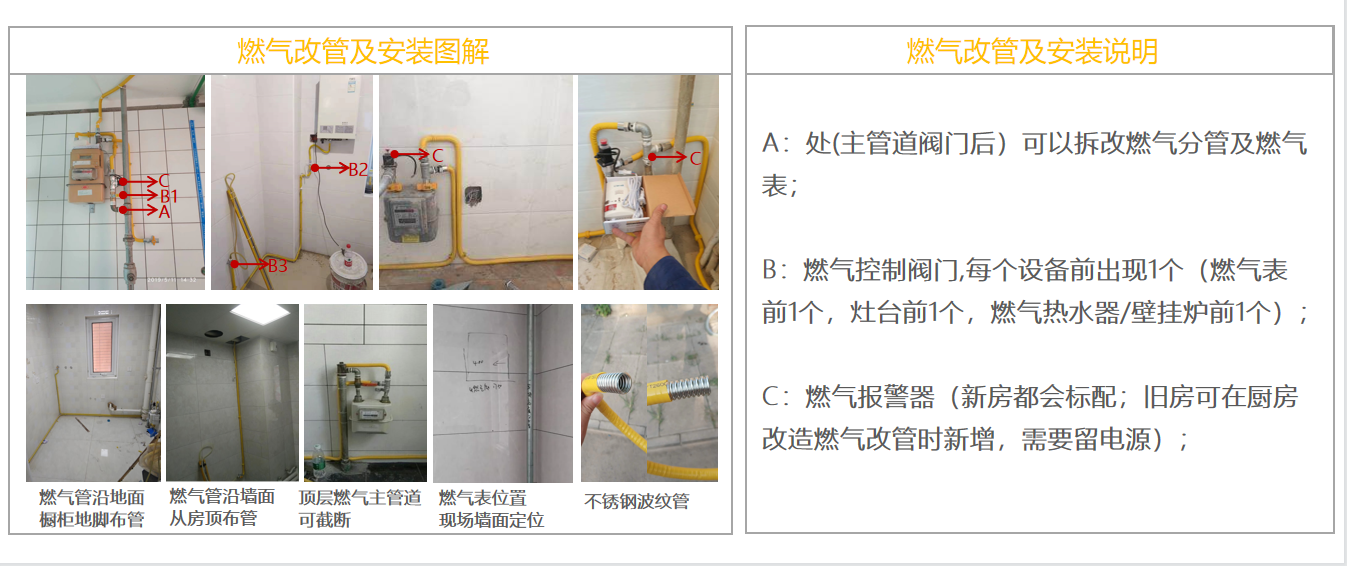 燃气改管及安装图解
C
B1
A
2019/5/11 14:32
B2
B3
C
C
燃气管沿地面
橱柜地脚布管
燃气管沿墙面
从房顶布管
顶层燃气主管道
可截断
燃气表位置
现场墙面定位
不锈钢波纹管
燃气改管及安装说明
A：处(主管道阀门后）可以拆改燃气分管及燃气
表；
B：燃气控制阀门,每个设备前出现1个（燃气表
前1个，灶台前1个，燃气热水器/壁挂炉前1个）；
C：燃气报警器（新房都会标配；旧房可在厨房
改造燃气改管时新增，需要留电源）；